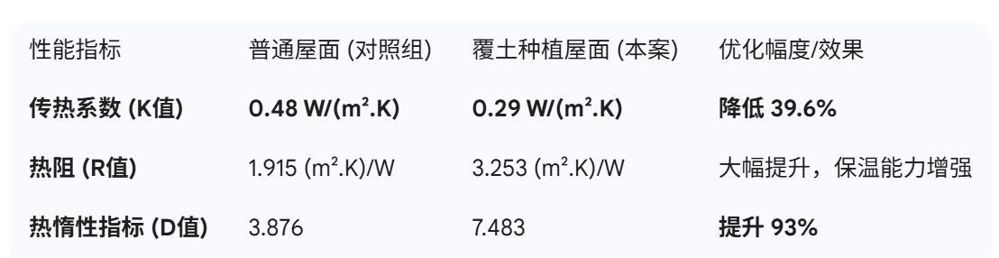 性能指标 普通屋面 (对照组) 覆土种植屋面 (本案) 优化幅度/效果
传热系数 (K值) 0.48 W/(m².K) 0.29 W/(m².K) 降低 39.6%
热阻 (R值) 1.915 (m².K)/W 3.253 (m².K)/W 大幅提升，保温能力增强
热惰性指标 (D值) 3.876 7.483 提升 93%